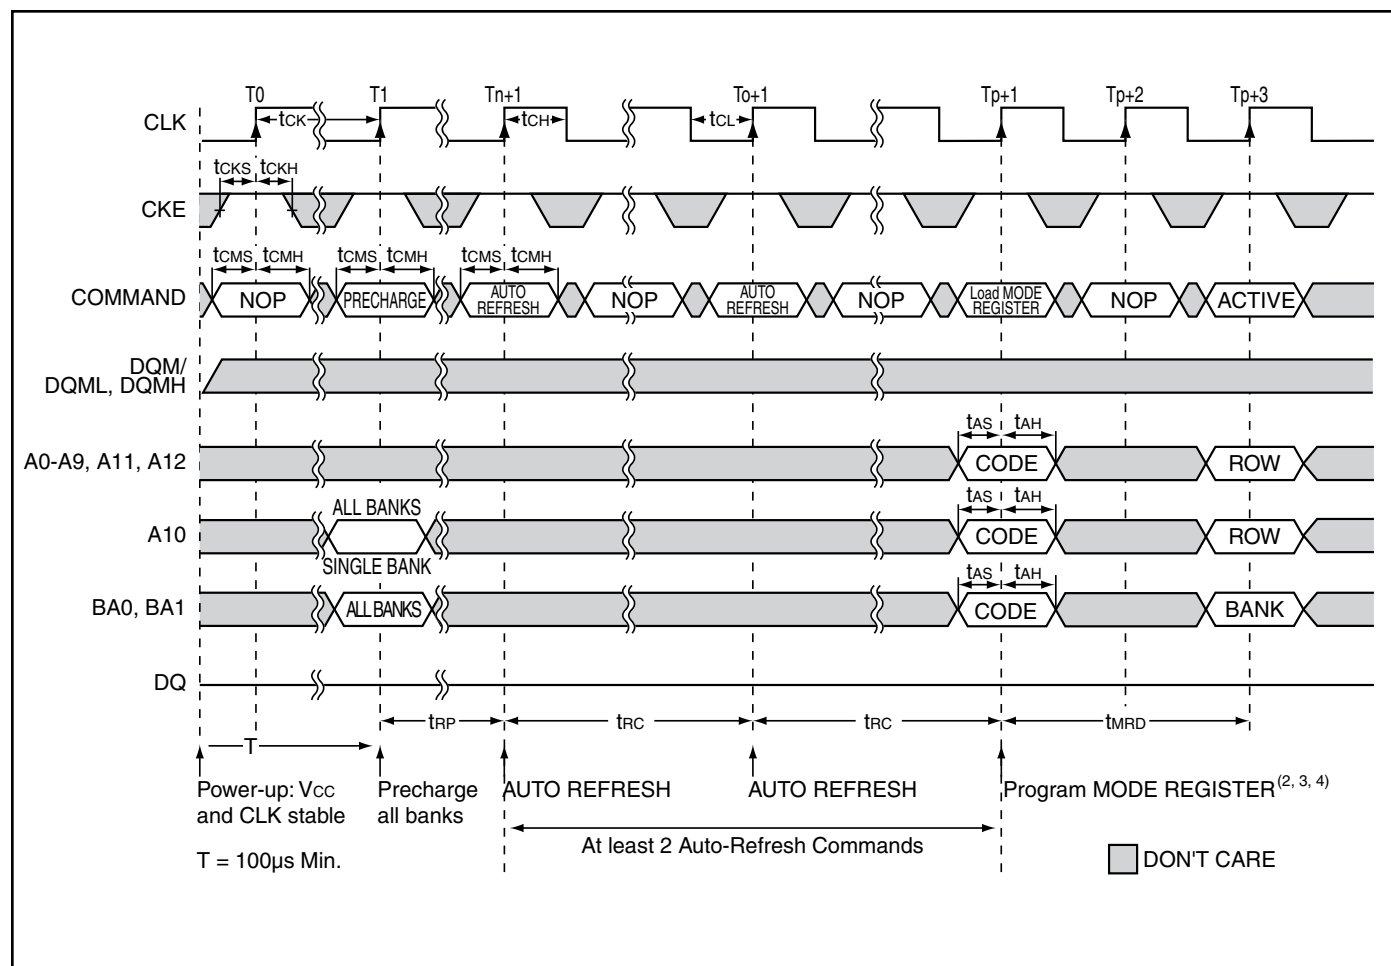 T0 T1 Tn+1 To+1 Tp+1 Tp+2 Tp+3
CLK tCK tCH tCL
tCKS tCKH
CKE
tCMS tCMH tCMS tCMH tCMS tCMH
COMMAND NOP PRECHARGE AUTO REFRESH NOP AUTO REFRESH NOP Load MODE REGISTER NOP ACTIVE
DQM/
DQML, DQMH
tAS tAH
A0-A9, A11, A12 CODE ROW
ALL BANKS tAS tAH
A10 CODE ROW
SINGLE BANK tAS tAH
BA0, BA1 ALL BANKS CODE BANK
DQ
tRP tRC tRC tMRD
T
Power-up: VCC
and CLK stable
Precharge
all banks
AUTO REFRESH
AUTO REFRESH
Program MODE REGISTER(2, 3, 4)
At least 2 Auto-Refresh Commands
T = 100µs Min.
DON'T CARE